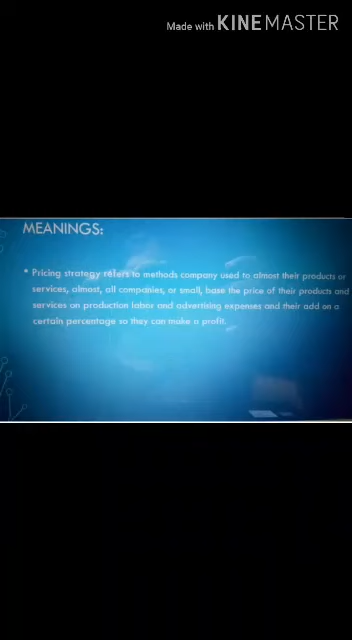 Made with KINEMASTER
MEANINGS:
* Pricing strategy refers to methods company used to almost their products or
services, almost, all companies, or small, base the price of their products and
services on production labor and advertising expenses and their add on a
certain percentage so they can make a profit.